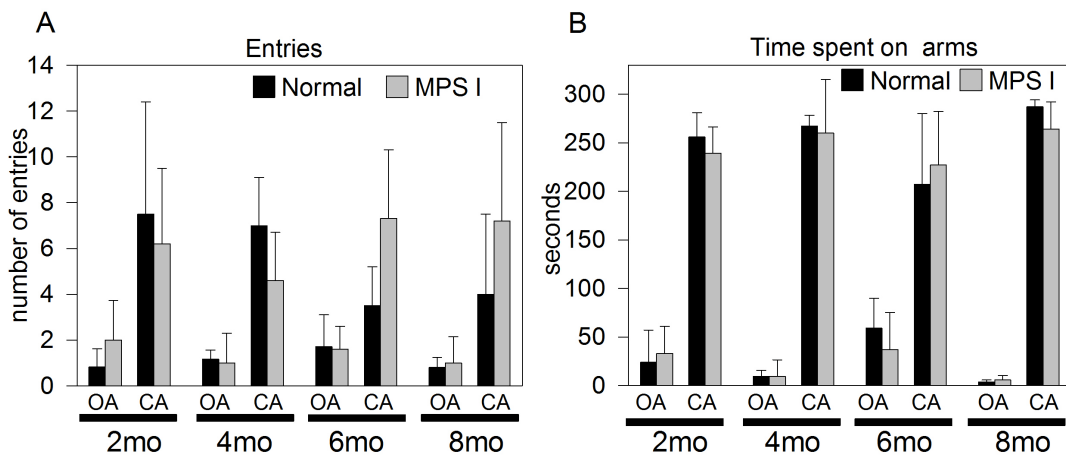 A
Entries
Normal MPS I
number of entries
14
12
10
8
6
4
2
0
OA CA OA CA OA CA OA CA
2mo 4mo 6mo 8mo
B
Time spent on arms
Normal MPS I
seconds
300
250
200
150
100
50
0
OA CA OA CA OA CA OA CA
2mo 4mo 6mo 8mo